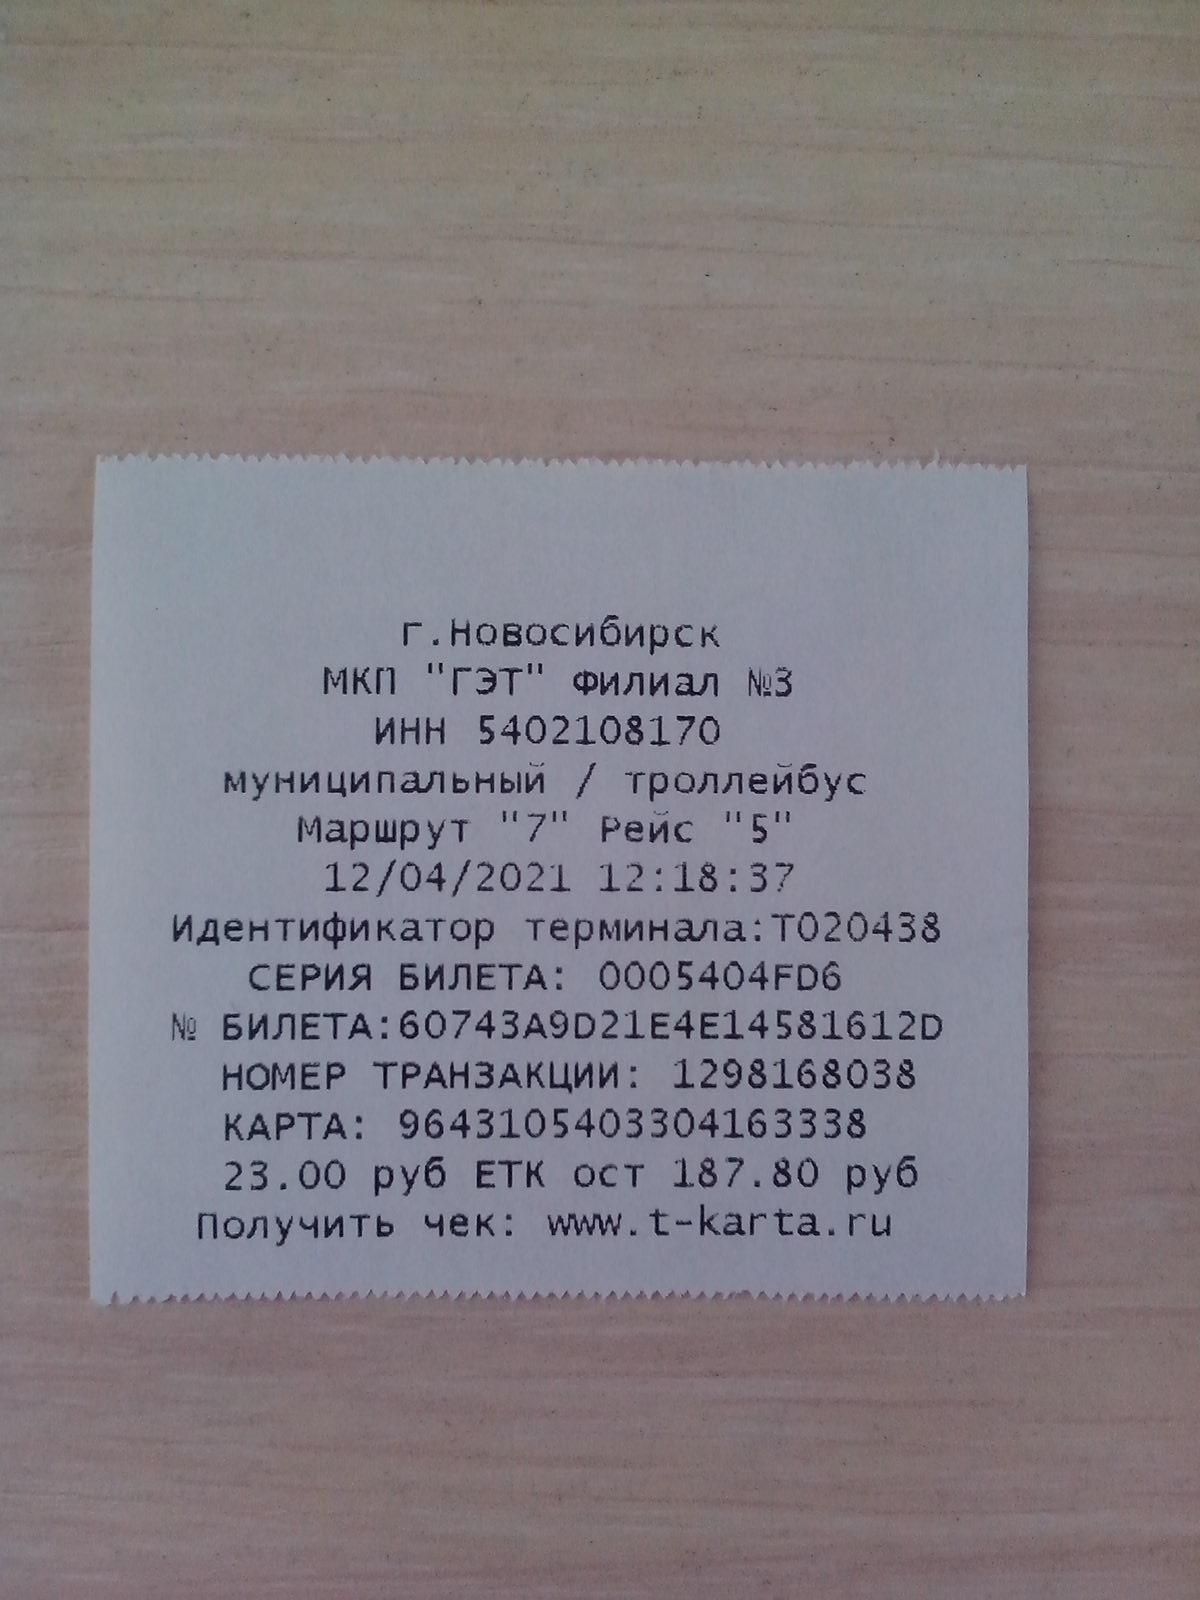 г.Новосибирск
МКП "ГЭТ" Филиал №3
ИНН 5402108170
муниципальный / троллейбус
Маршрут "7" Рейс "5"
12/04/2021 12:18:37
Идентификатор терминала:T020438
СЕРИЯ БИЛЕТА: 0005404FD6
№ БИЛЕТА:60743A9D21E4E14581612D
НОМЕР ТРАНЗАКЦИИ: 1298168038
КАРТА: 9643105403304163338
23.00 руб ЕТК ост 187.80 руб
Получить чек: www.t-karta.ru